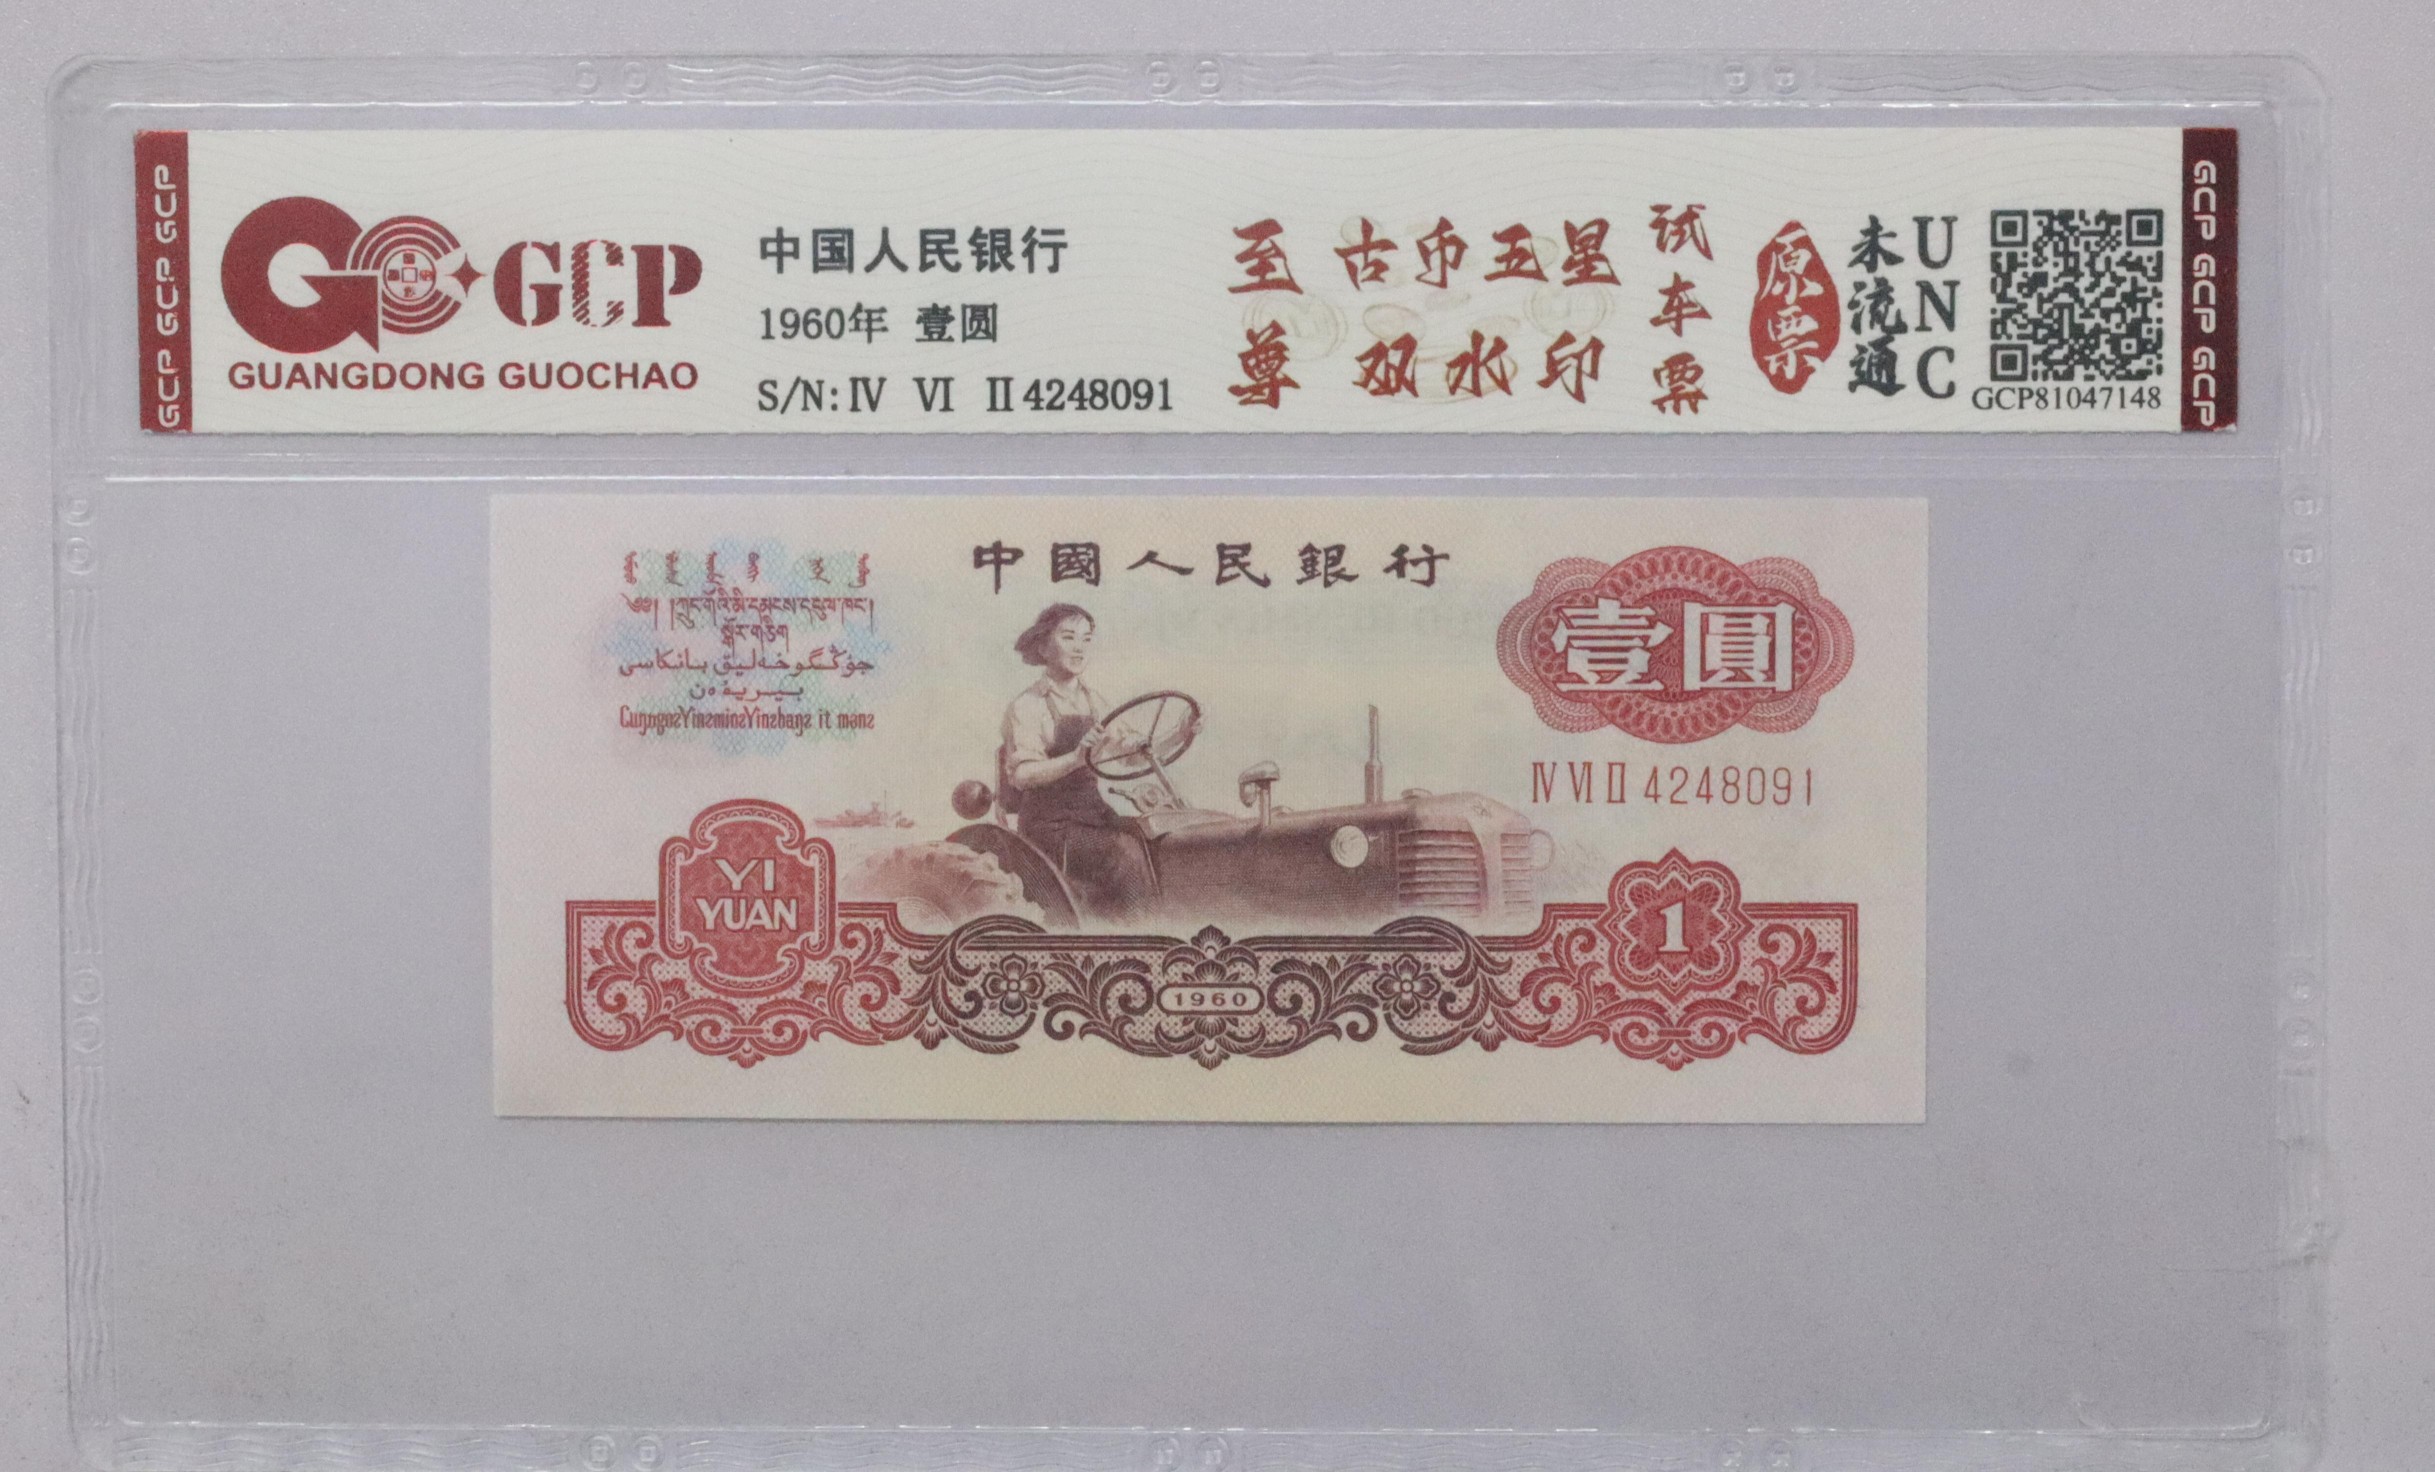 GCP GCP GCP
GCP
GUANGDONG GUOCHAO
中国人民银行
1960年 壹圆
S/N: Ⅳ Ⅵ Ⅱ 4248091
至尊
古币五星
双水印
试车票
原票
未流通
UNC
GCP81047148
GCP GCP GCP
中國人民銀行
壹圓
Ⅳ Ⅵ Ⅱ 4248091
YI
YUAN
1960
1